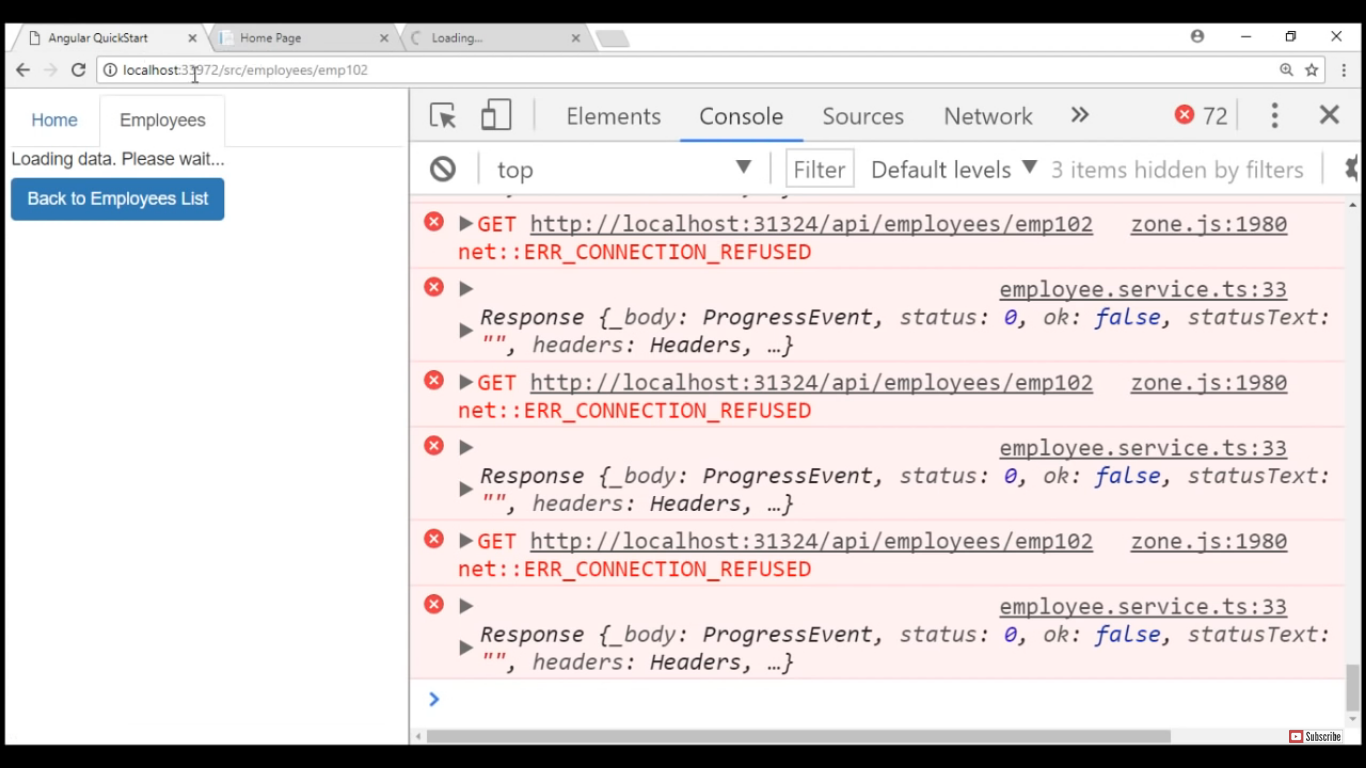 Angular QuickStart
Home Page
Loading...
localhost:31972/src/employees/emp102
Home
Employees
Loading data. Please wait...
Back to Employees List
Elements
Console
Sources
Network
72
top
Filter
Default levels
3 items hidden by filters
GET http://localhost:31324/api/employees/emp102 zone.js:1980
net::ERR_CONNECTION_REFUSED
employee.service.ts:33
Response {_body: ProgressEvent, status: 0, ok: false, statusText:
"", headers: Headers, …}
GET http://localhost:31324/api/employees/emp102 zone.js:1980
net::ERR_CONNECTION_REFUSED
employee.service.ts:33
Response {_body: ProgressEvent, status: 0, ok: false, statusText:
"", headers: Headers, …}
GET http://localhost:31324/api/employees/emp102 zone.js:1980
net::ERR_CONNECTION_REFUSED
employee.service.ts:33
Response {_body: ProgressEvent, status: 0, ok: false, statusText:
"", headers: Headers, …}
Subscribe